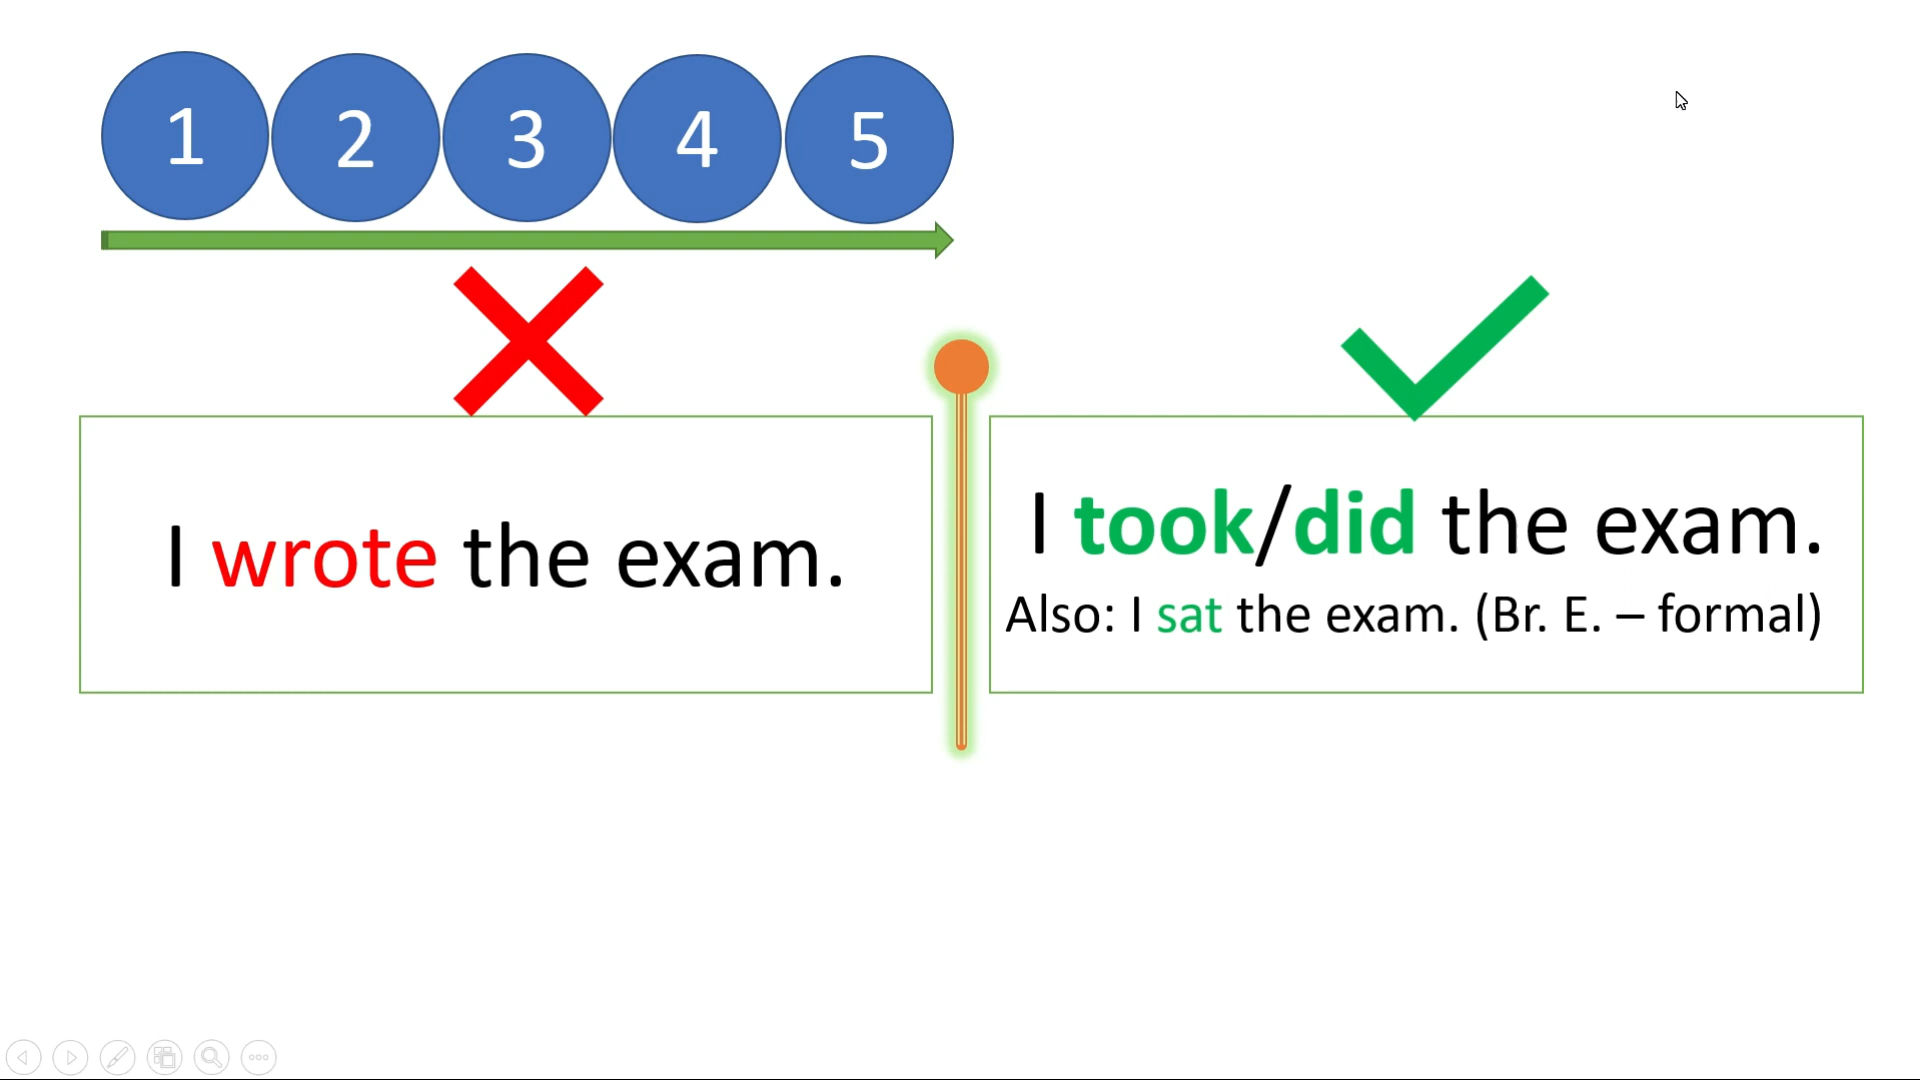 1 2 3 4 5
I wrote the exam.
I took/did the exam.
Also: I sat the exam. (Br. E. – formal)